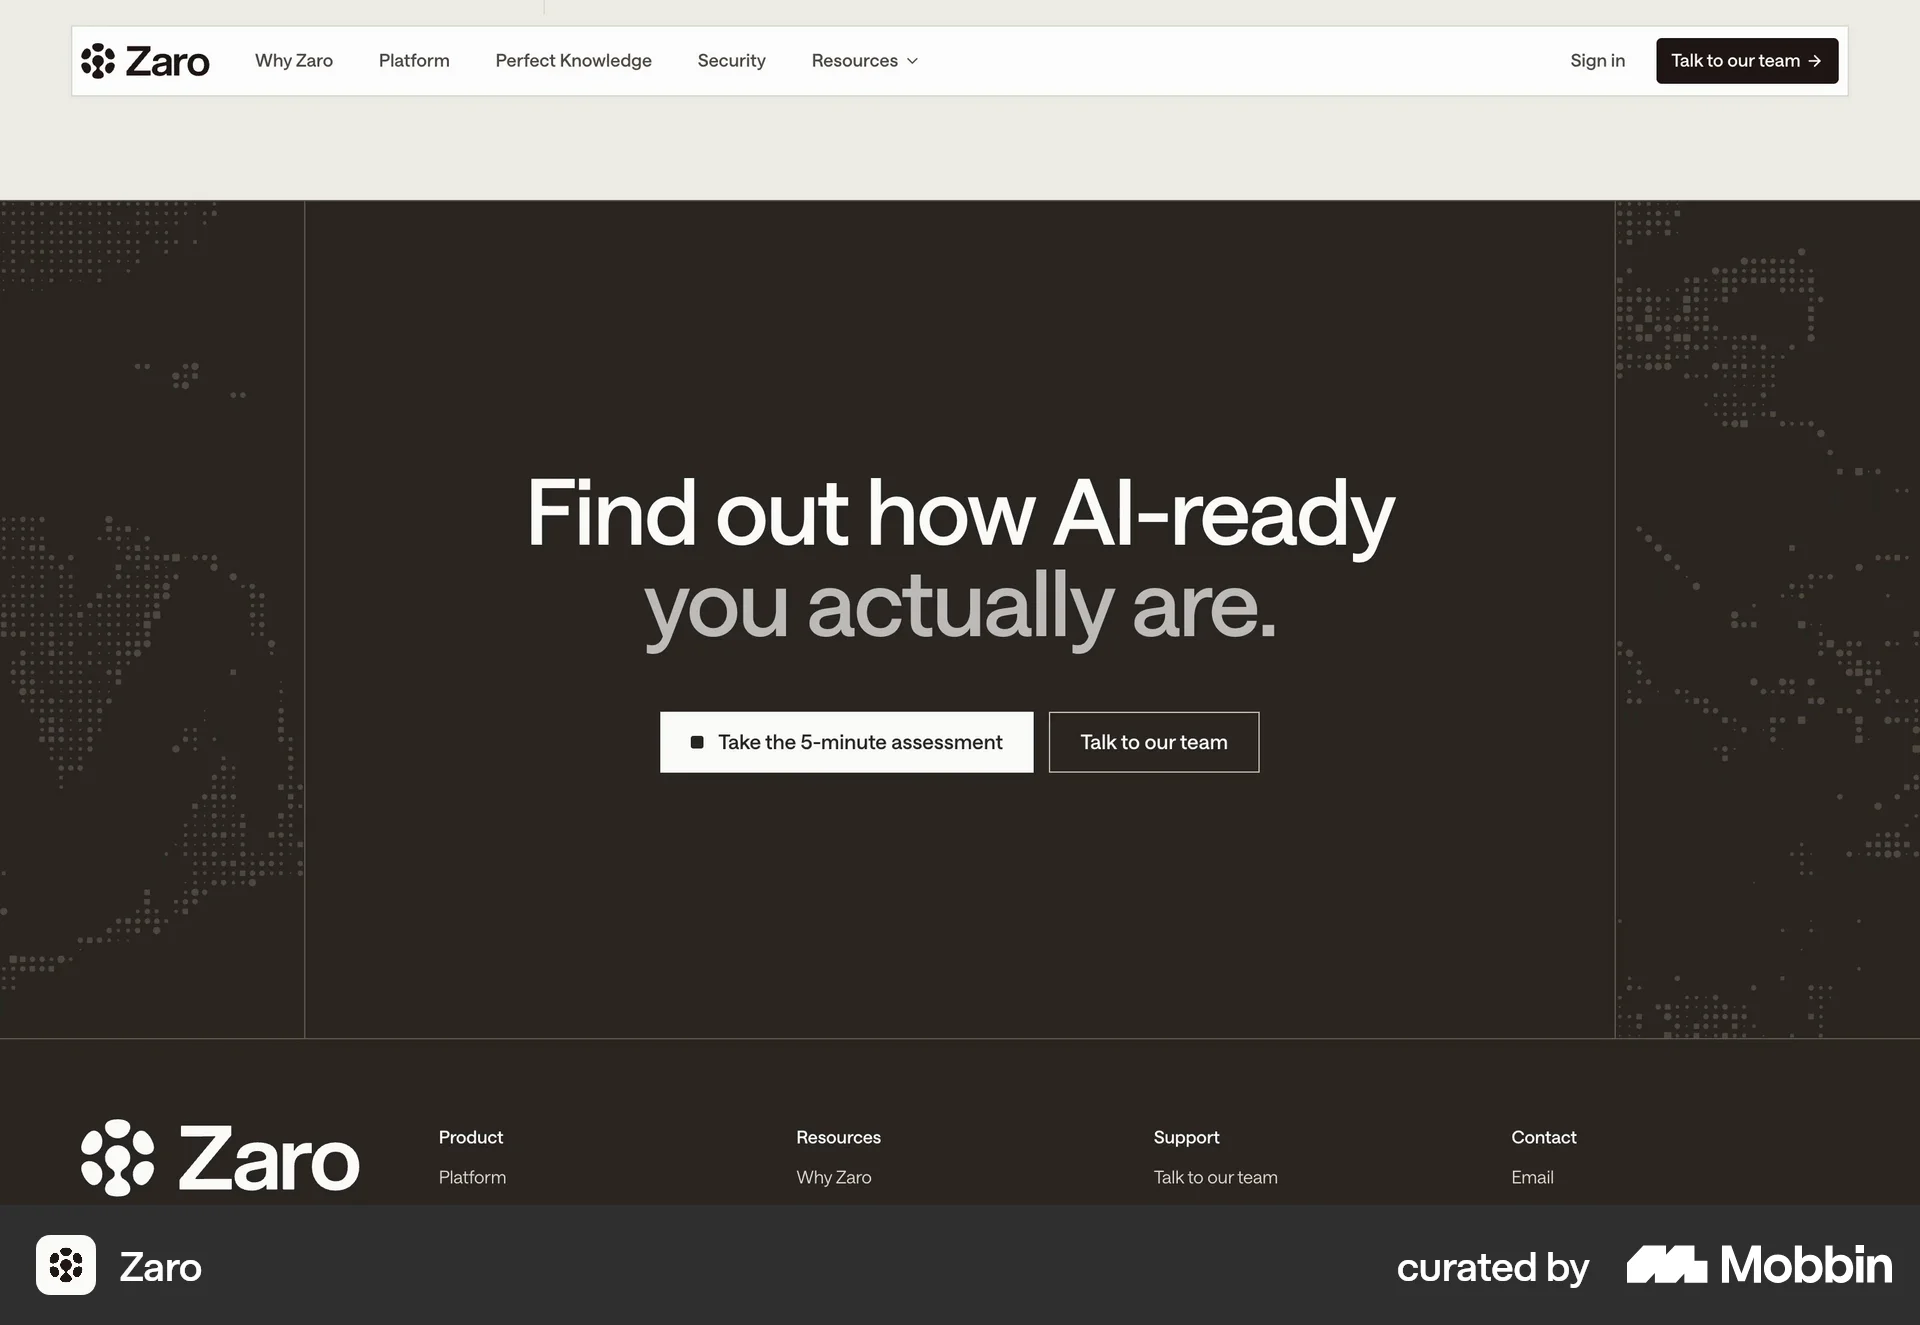 Zaro
Why Zaro
Platform
Perfect Knowledge
Security
Resources
Sign in
Talk to our team →
Find out how AI-ready
you actually are.
Take the 5-minute assessment
Talk to our team
Zaro
Product
Platform
Resources
Why Zaro
Support
Talk to our team
Contact
Email
Zaro
curated by Mobbin